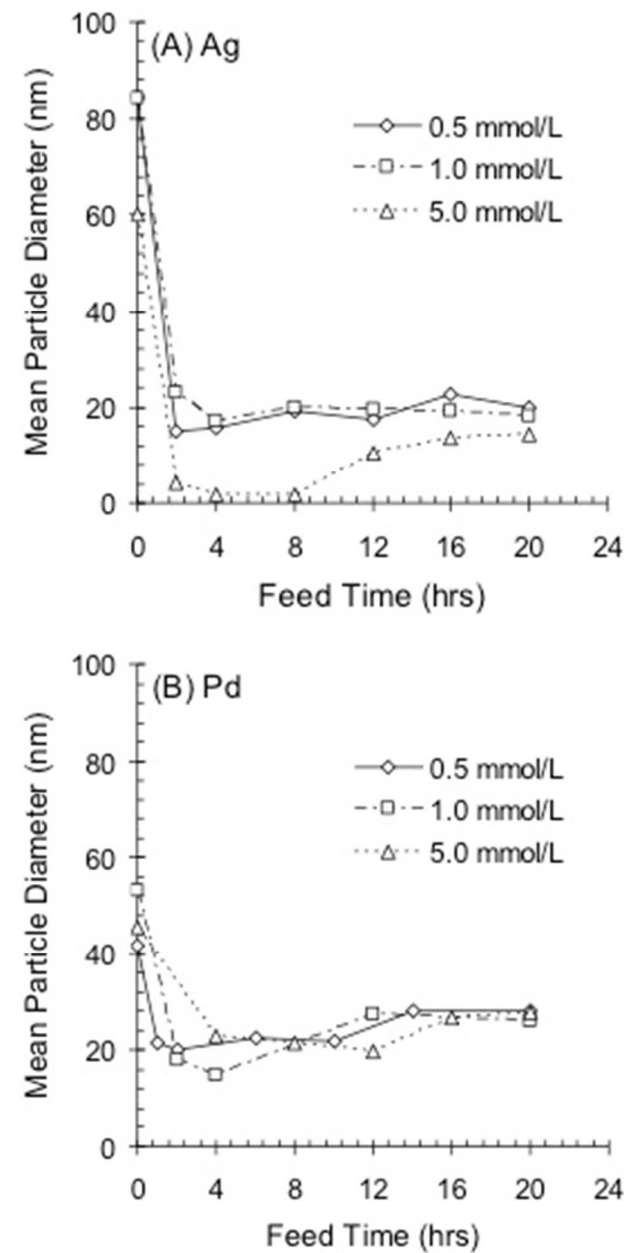 (A) Ag
Mean Particle Diameter (nm)
100
80
60
40
20
0
0.5 mmol/L
1.0 mmol/L
5.0 mmol/L
0 4 8 12 16 20 24
Feed Time (hrs)
(B) Pd
Mean Particle Diameter (nm)
100
80
60
40
20
0
0.5 mmol/L
1.0 mmol/L
5.0 mmol/L
0 4 8 12 16 20 24
Feed Time (hrs)